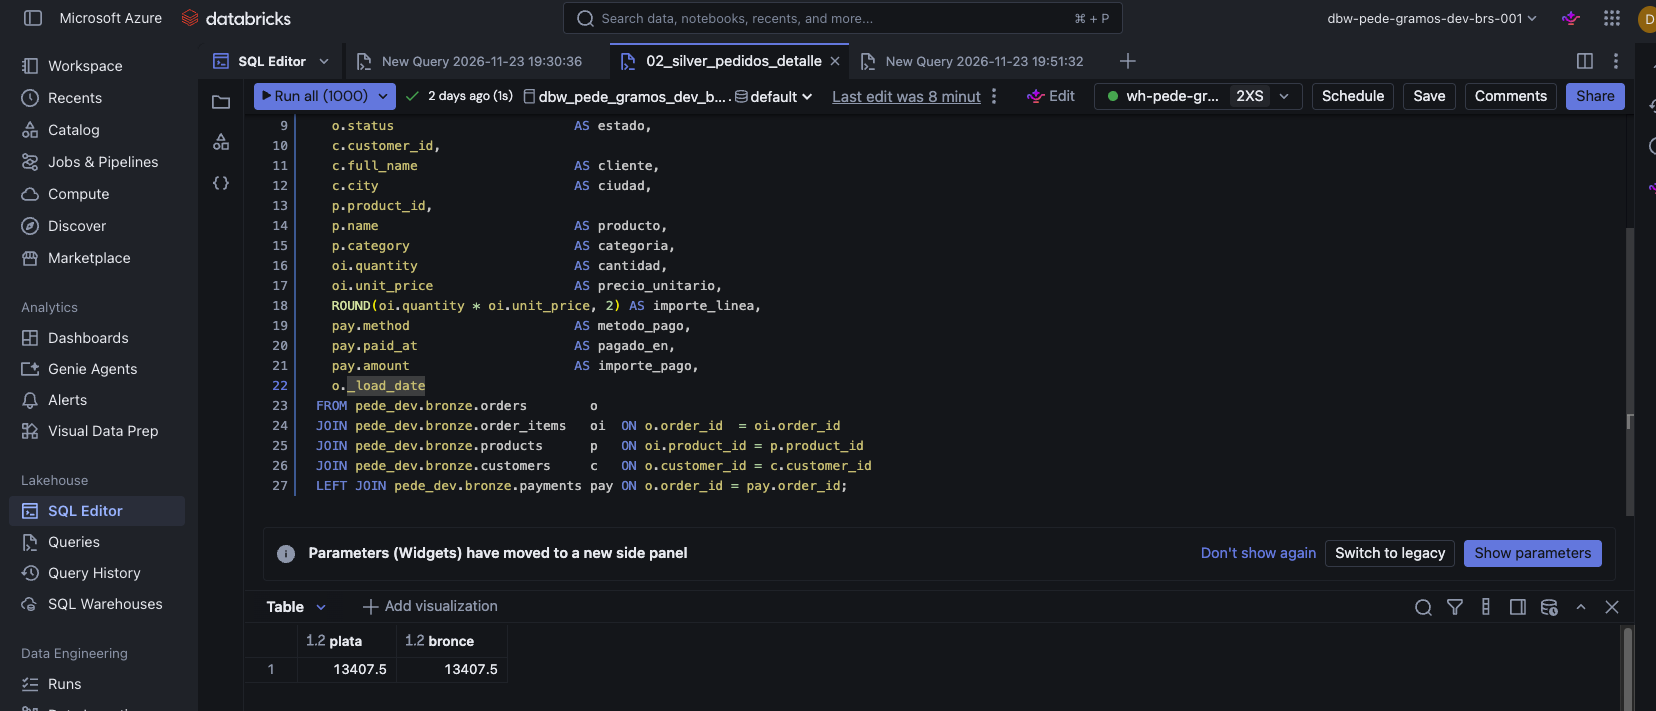 Microsoft Azure
databricks
Search data, notebooks, recents, and more...
⌘ + P
dbw-pede-gramos-dev-brs-001
D
Workspace
Recents
Catalog
Jobs & Pipelines
Compute
Discover
Marketplace
Analytics
Dashboards
Genie Agents
Alerts
Visual Data Prep
Lakehouse
SQL Editor
Queries
Query History
SQL Warehouses
Data Engineering
Runs
SQL Editor
New Query 2026-11-23 19:30:36
02_silver_pedidos_detalle
New Query 2026-11-23 19:51:32
Run all (1000)
2 days ago (1s)
dbw_pede_gramos_dev_b...
default
Last edit was 8 minut
Edit
wh-pede-gr...
2XS
Schedule
Save
Comments
Share
9 o.status AS estado,
10 c.customer_id,
11 c.full_name AS cliente,
12 c.city AS ciudad,
13 p.product_id,
14 p.name AS producto,
15 p.category AS categoria,
16 oi.quantity AS cantidad,
17 oi.unit_price AS precio_unitario,
18 ROUND(oi.quantity * oi.unit_price, 2) AS importe_linea,
19 pay.method AS metodo_pago,
20 pay.paid_at AS pagado_en,
21 pay.amount AS importe_pago,
22 o._load_date
23 FROM pede_dev.bronze.orders o
24 JOIN pede_dev.bronze.order_items oi ON o.order_id = oi.order_id
25 JOIN pede_dev.bronze.products p ON oi.product_id = p.product_id
26 JOIN pede_dev.bronze.customers c ON o.customer_id = c.customer_id
27 LEFT JOIN pede_dev.bronze.payments pay ON o.order_id = pay.order_id;
Parameters (Widgets) have moved to a new side panel
Don't show again
Switch to legacy
Show parameters
Table
Add visualization
1.2 plata
1.2 bronce
1 13407.5 13407.5